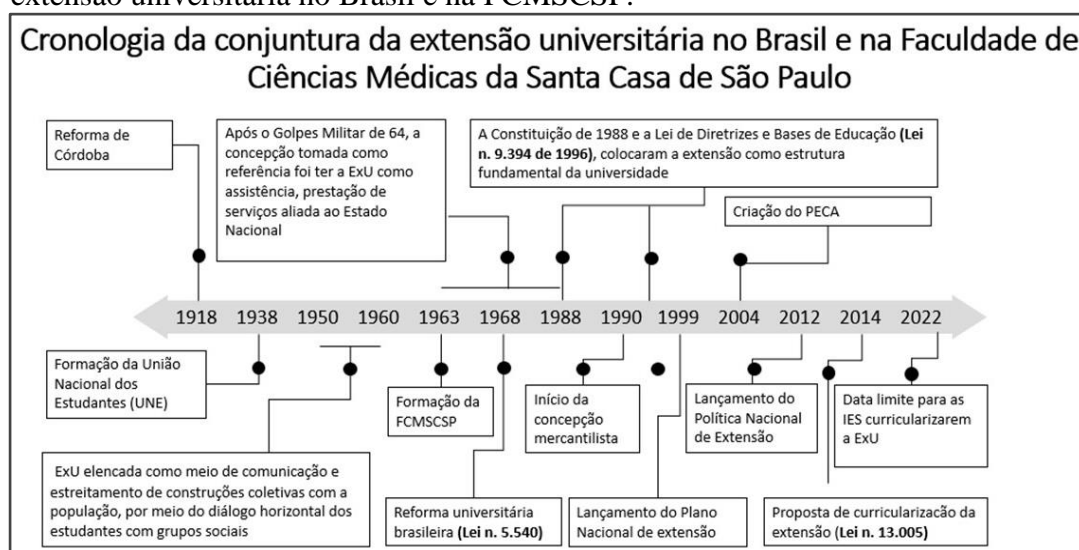 extensão universitária no Brasil e na FCMSCSP.
Cronologia da conjuntura da extensão universitária no Brasil e na Faculdade de
Ciências Médicas da Santa Casa de São Paulo
Reforma de
Córdoba
Após o Golpes Militar de 64, a
concepção tomada como
referência foi ter a ExU como
assistência, prestação de
serviços aliada ao Estado
Nacional
A Constituição de 1988 e a Lei de Diretrizes e Bases de Educação (Lei
n. 9.394 de 1996), colocaram a extensão como estrutura
fundamental da universidade
Criação do PECA
1918 1938 1950 1960 1963 1968 1988 1990 1999 2004 2012 2014 2022
Formação da União
Nacional dos
Estudantes (UNE)
Formação da
FCMSCSP
Início da
concepção
mercantilista
Lançamento do
Política Nacional
de Extensão
Data limite para as
IES curricularizarem
a ExU
ExU elencada como meio de comunicação e
estreitamento de construções coletivas com a
população, por meio do diálogo horizontal dos
estudantes com grupos sociais
Reforma universitária
brasileira (Lei n. 5.540)
Lançamento do Plano
Nacional de extensão
Proposta de curricularização da
extensão (Lei n. 13.005)